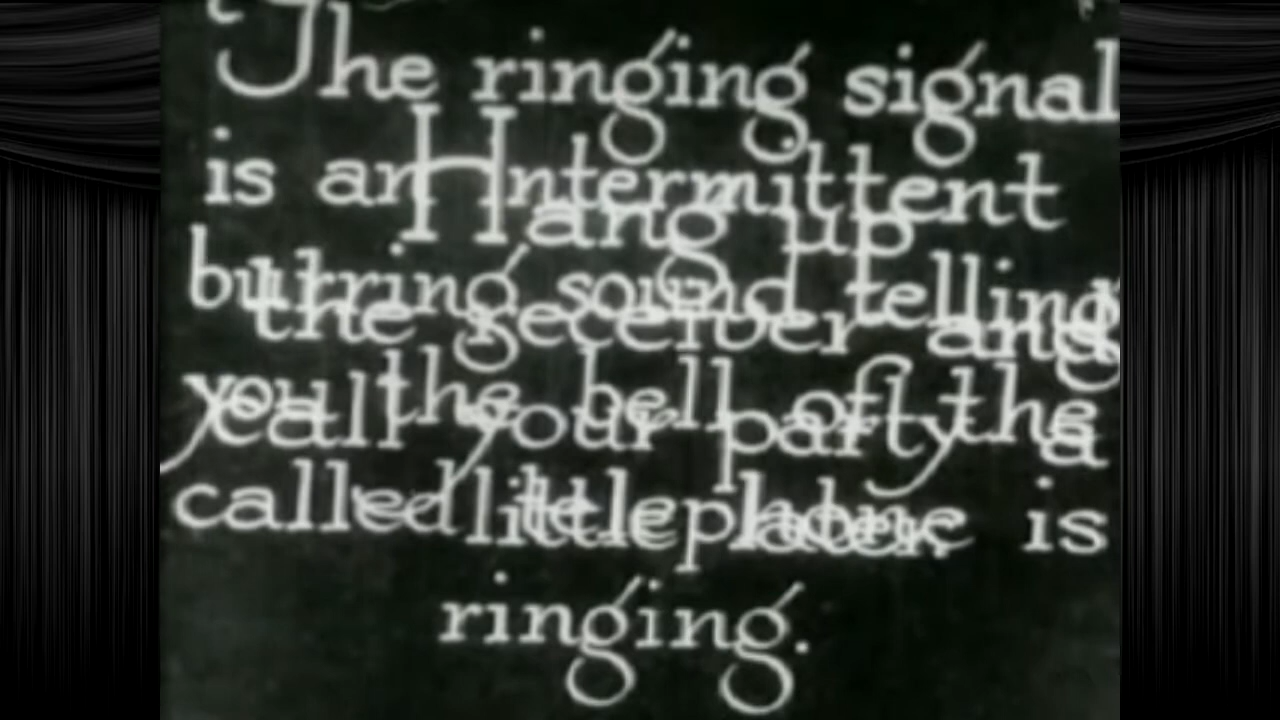 The ringing signal
is an intermittent
burring sound telling
you the bell of the
called telephone is
ringing.
Hang up
the receiver and
call your party a
little later.